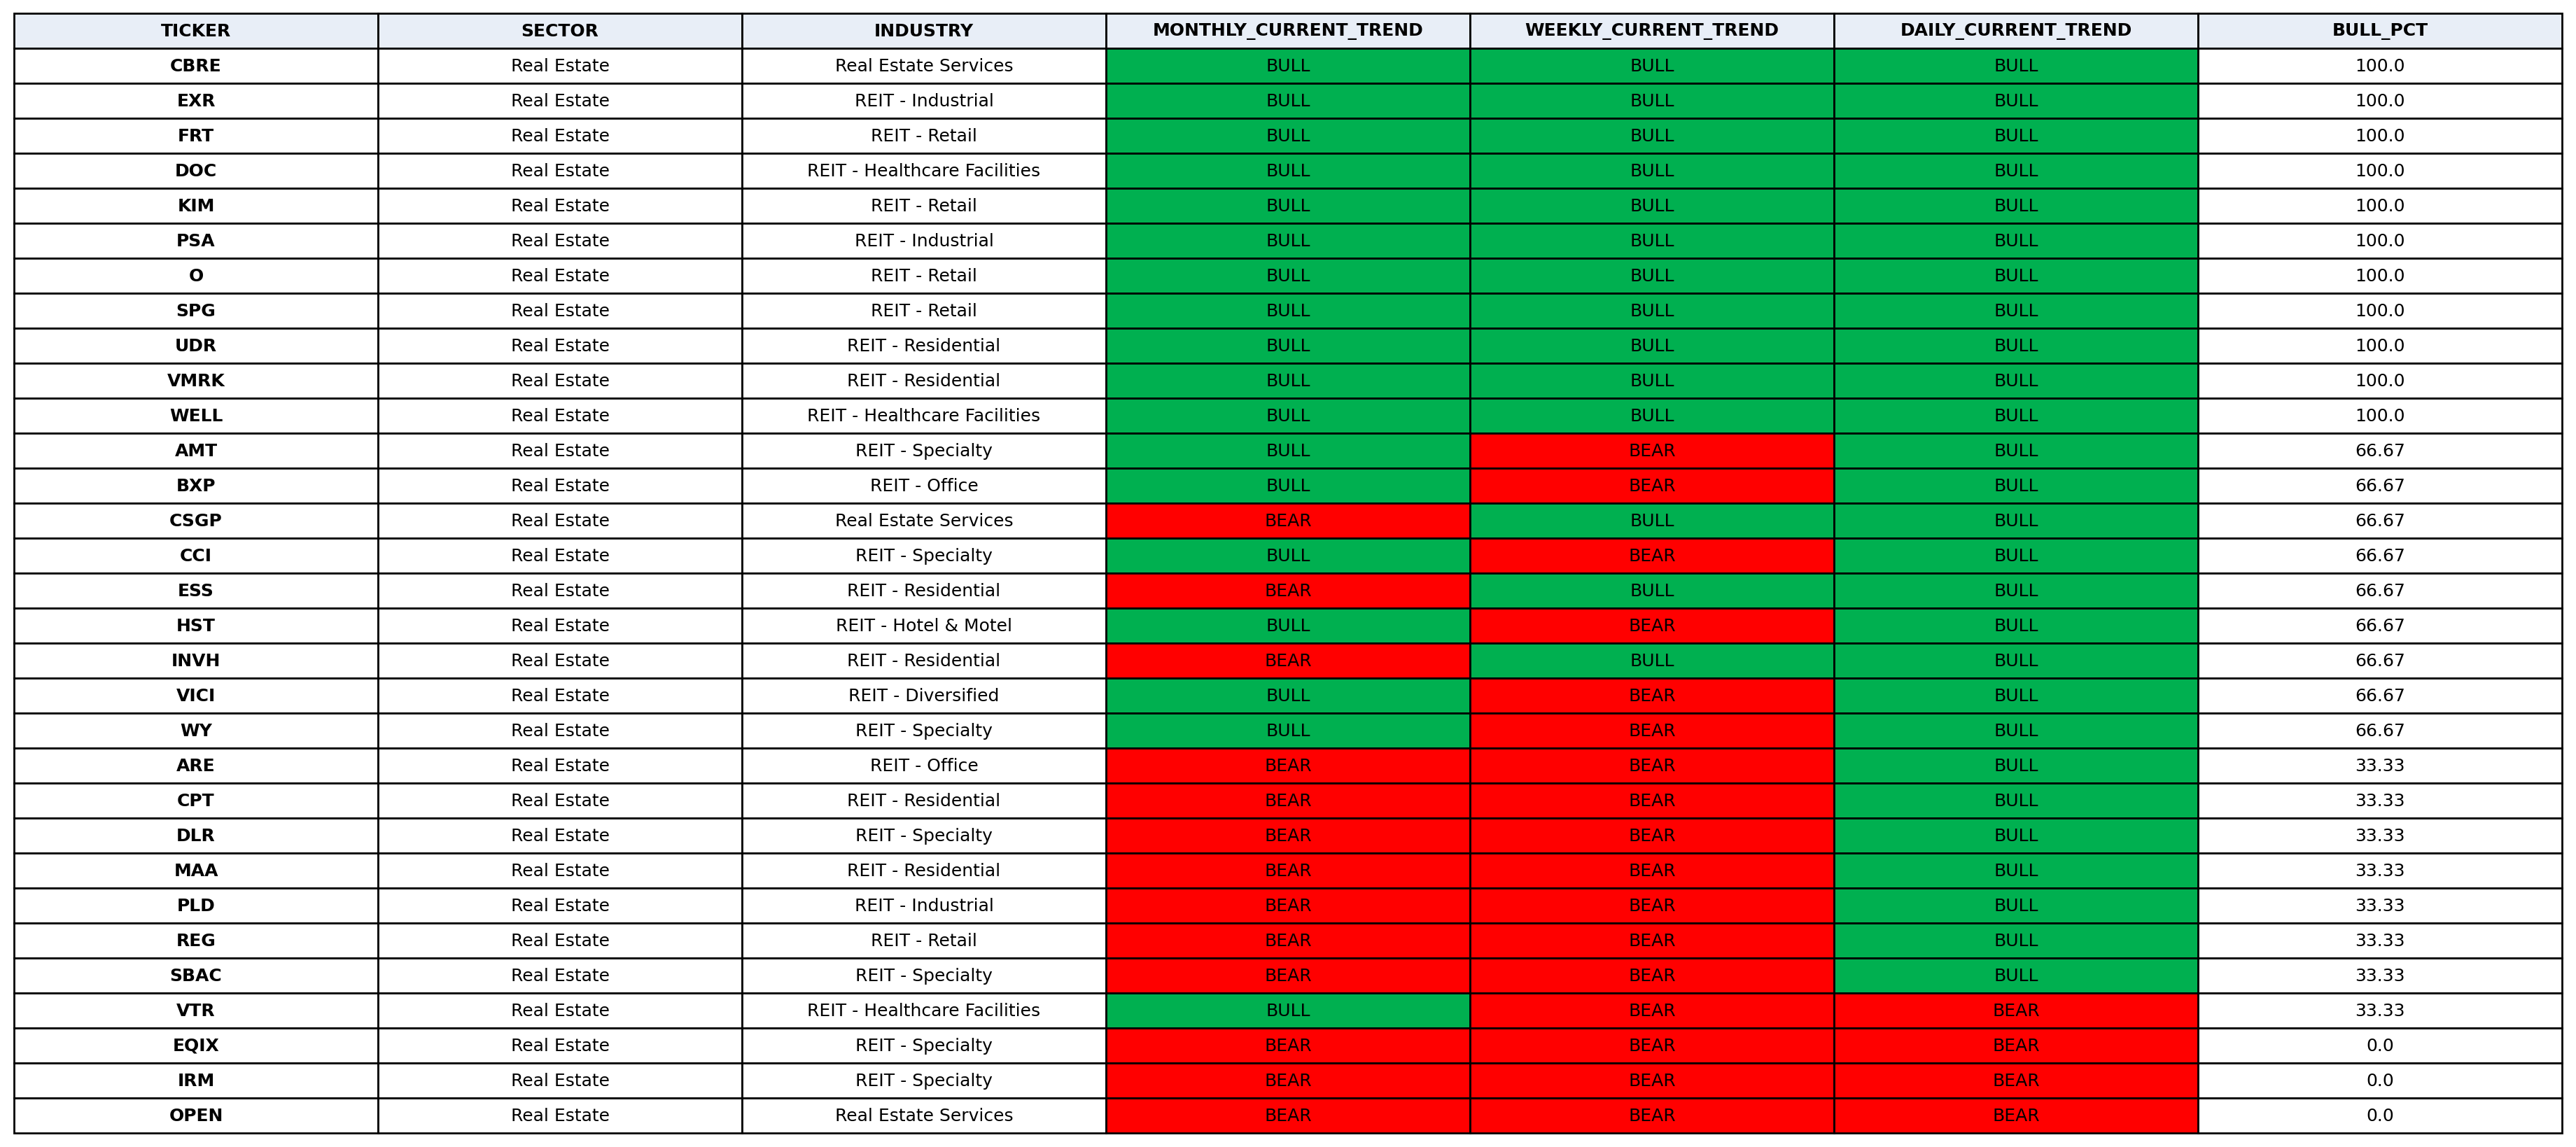 TICKER SECTOR INDUSTRY MONTHLY_CURRENT_TREND WEEKLY_CURRENT_TREND DAILY_CURRENT_TREND BULL_PCT
CBRE Real Estate Real Estate Services BULL BULL BULL 100.0
EXR Real Estate REIT - Industrial BULL BULL BULL 100.0
FRT Real Estate REIT - Retail BULL BULL BULL 100.0
DOC Real Estate REIT - Healthcare Facilities BULL BULL BULL 100.0
KIM Real Estate REIT - Retail BULL BULL BULL 100.0
PSA Real Estate REIT - Industrial BULL BULL BULL 100.0
O Real Estate REIT - Retail BULL BULL BULL 100.0
SPG Real Estate REIT - Retail BULL BULL BULL 100.0
UDR Real Estate REIT - Residential BULL BULL BULL 100.0
VMRK Real Estate REIT - Residential BULL BULL BULL 100.0
WELL Real Estate REIT - Healthcare Facilities BULL BULL BULL 100.0
AMT Real Estate REIT - Specialty BULL BEAR BULL 66.67
BXP Real Estate REIT - Office BULL BEAR BULL 66.67
CSGP Real Estate Real Estate Services BEAR BULL BULL 66.67
CCI Real Estate REIT - Specialty BULL BEAR BULL 66.67
ESS Real Estate REIT - Residential BEAR BULL BULL 66.67
HST Real Estate REIT - Hotel & Motel BULL BEAR BULL 66.67
INVH Real Estate REIT - Residential BEAR BULL BULL 66.67
VICI Real Estate REIT - Diversified BULL BEAR BULL 66.67
WY Real Estate REIT - Specialty BULL BEAR BULL 66.67
ARE Real Estate REIT - Office BEAR BEAR BULL 33.33
CPT Real Estate REIT - Residential BEAR BEAR BULL 33.33
DLR Real Estate REIT - Specialty BEAR BEAR BULL 33.33
MAA Real Estate REIT - Residential BEAR BEAR BULL 33.33
PLD Real Estate REIT - Industrial BEAR BEAR BULL 33.33
REG Real Estate REIT - Retail BEAR BEAR BULL 33.33
SBAC Real Estate REIT - Specialty BEAR BEAR BULL 33.33
VTR Real Estate REIT - Healthcare Facilities BULL BEAR BEAR 33.33
EQIX Real Estate REIT - Specialty BEAR BEAR BEAR 0.0
IRM Real Estate REIT - Specialty BEAR BEAR BEAR 0.0
OPEN Real Estate Real Estate Services BEAR BEAR BEAR 0.0